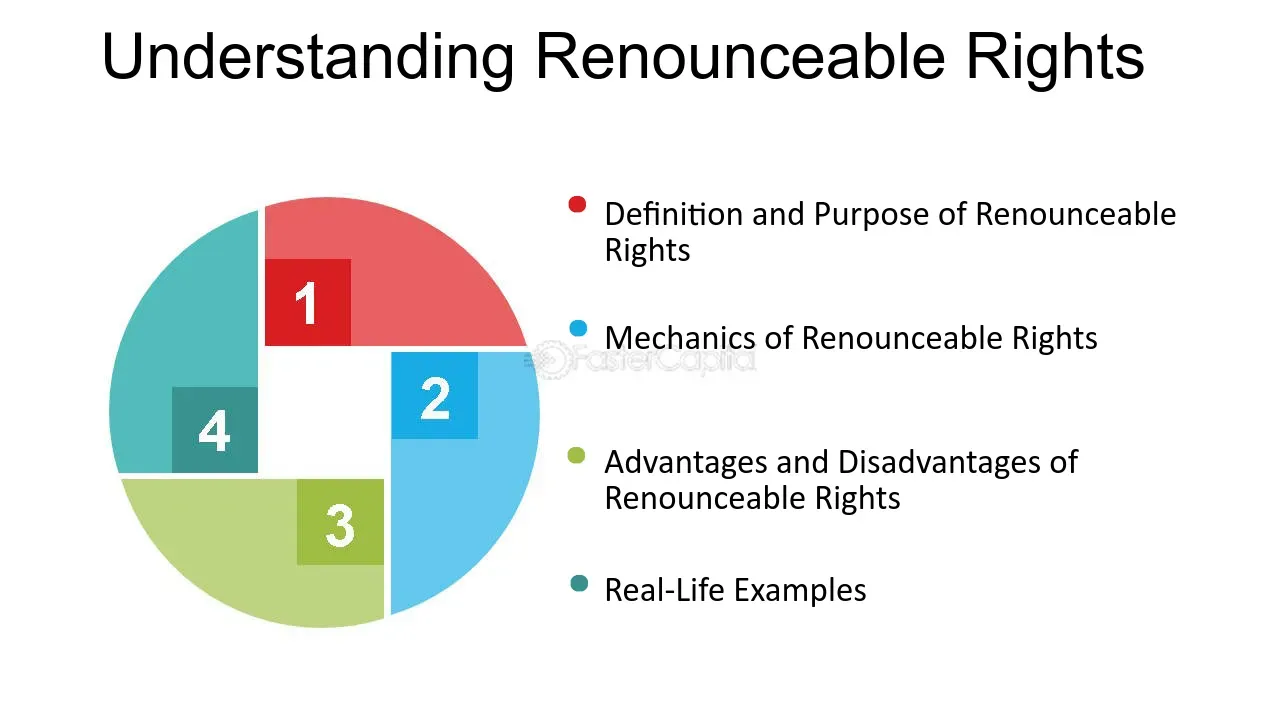 Understanding Renounceable Rights
1
2
3
4
Definition and Purpose of Renounceable
Rights
Mechanics of Renounceable Rights
FasterCapital
Advantages and Disadvantages of
Renounceable Rights
Real-Life Examples